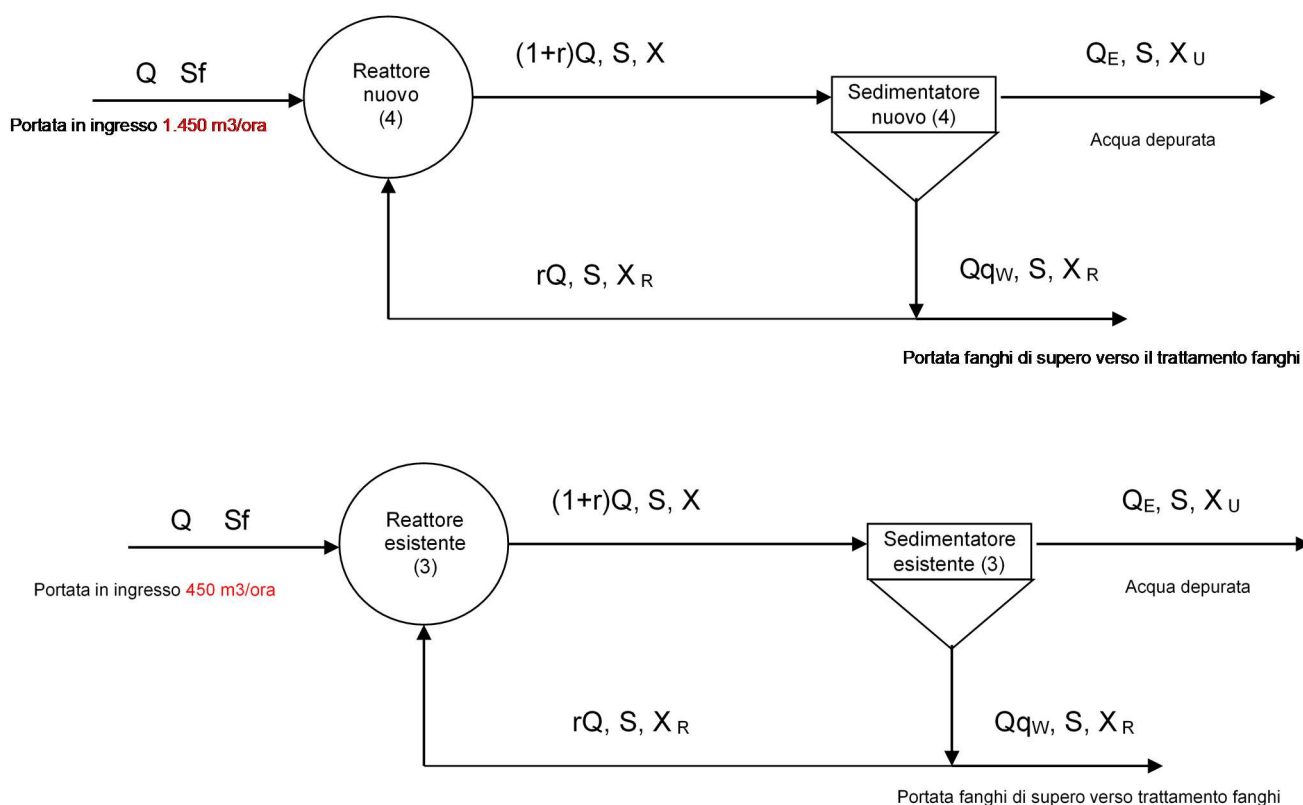 (1+r)Q, S, X
QE, S, XU
Q Sf
Reattore
nuovo
(4)
Sedimentatore
nuovo (4)
Portata in ingresso 1.450 m3/ora
Acqua depurata
rQ, S, XR
QqW, S, XR
Portata fanghi di supero verso il trattamento fanghi
(1+r)Q, S, X
QE, S, XU
Q Sf
Reattore
esistente
(3)
Sedimentatore
esistente (3)
Portata in ingresso 450 m3/ora
Acqua depurata
rQ, S, XR
QqW, S, XR
Portata fanghi di supero verso trattamento fanghi